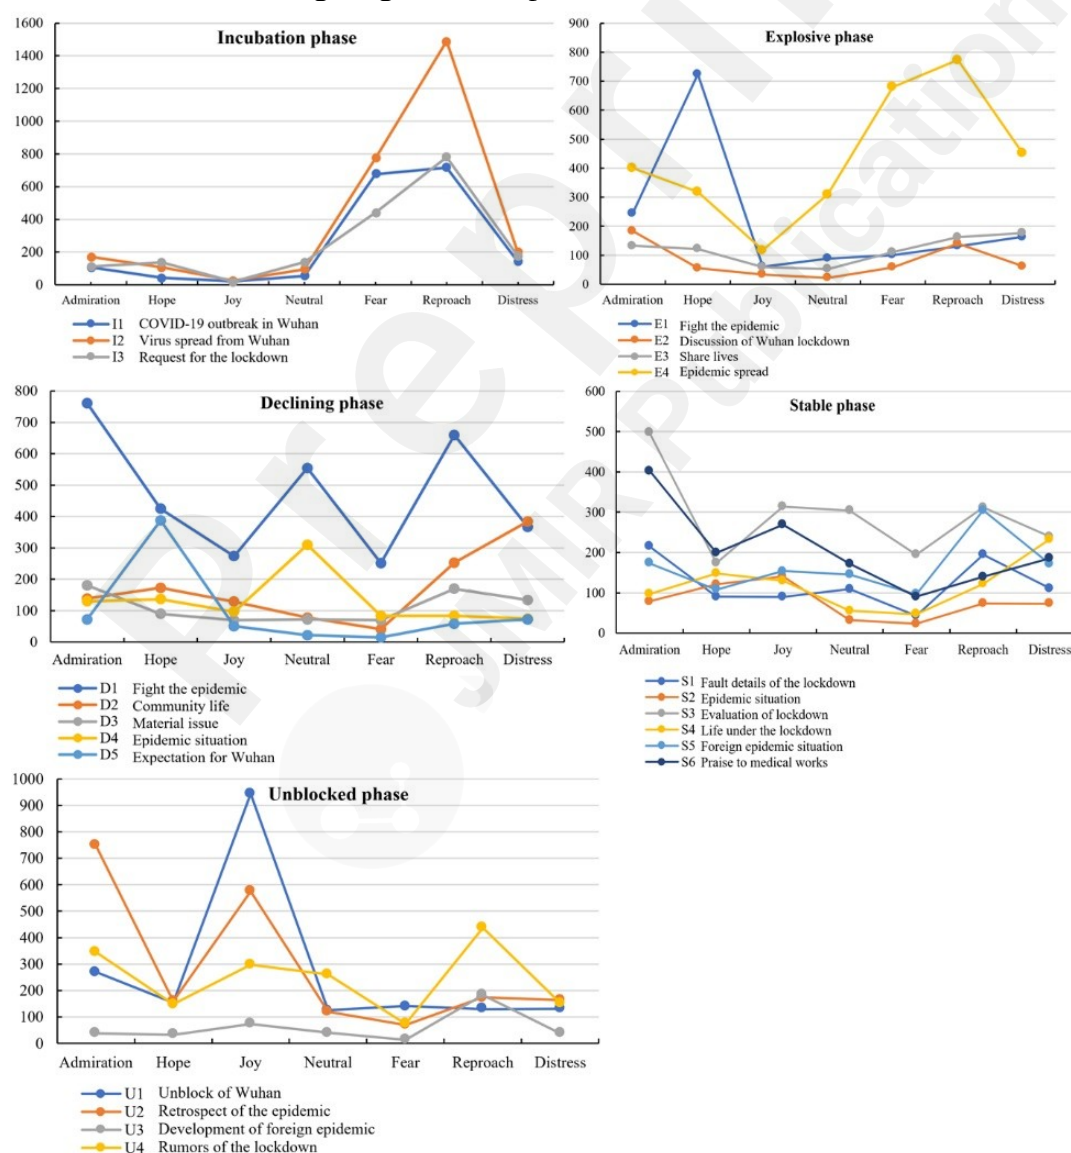 Incubation phase
1600
1400
1200
1000
800
600
400
200
0
Admiration Hope Joy Neutral Fear Reproach Distress
I1 COVID-19 outbreak in Wuhan
I2 Virus spread from Wuhan
I3 Request for the lockdown
Explosive phase
900
800
700
600
500
400
300
200
100
0
Admiration Hope Joy Neutral Fear Reproach Distress
E1 Fight the epidemic
E2 Discussion of Wuhan lockdown
E3 Share lives
E4 Epidemic spread
Declining phase
800
700
600
500
400
300
200
100
0
Admiration Hope Joy Neutral Fear Reproach Distress
D1 Fight the epidemic
D2 Community life
D3 Material issue
D4 Epidemic situation
D5 Expectation for Wuhan
Stable phase
600
500
400
300
200
100
0
Admiration Hope Joy Neutral Fear Reproach Distress
S1 Fault details of the lockdown
S2 Epidemic situation
S3 Evaluation of lockdown
S4 Life under the lockdown
S5 Foreign epidemic situation
S6 Praise to medical works
Unblocked phase
1000
900
800
700
600
500
400
300
200
100
0
Admiration Hope Joy Neutral Fear Reproach Distress
U1 Unblock of Wuhan
U2 Retrospect of the epidemic
U3 Development of foreign epidemic
U4 Rumors of the lockdown
JMIR Publication